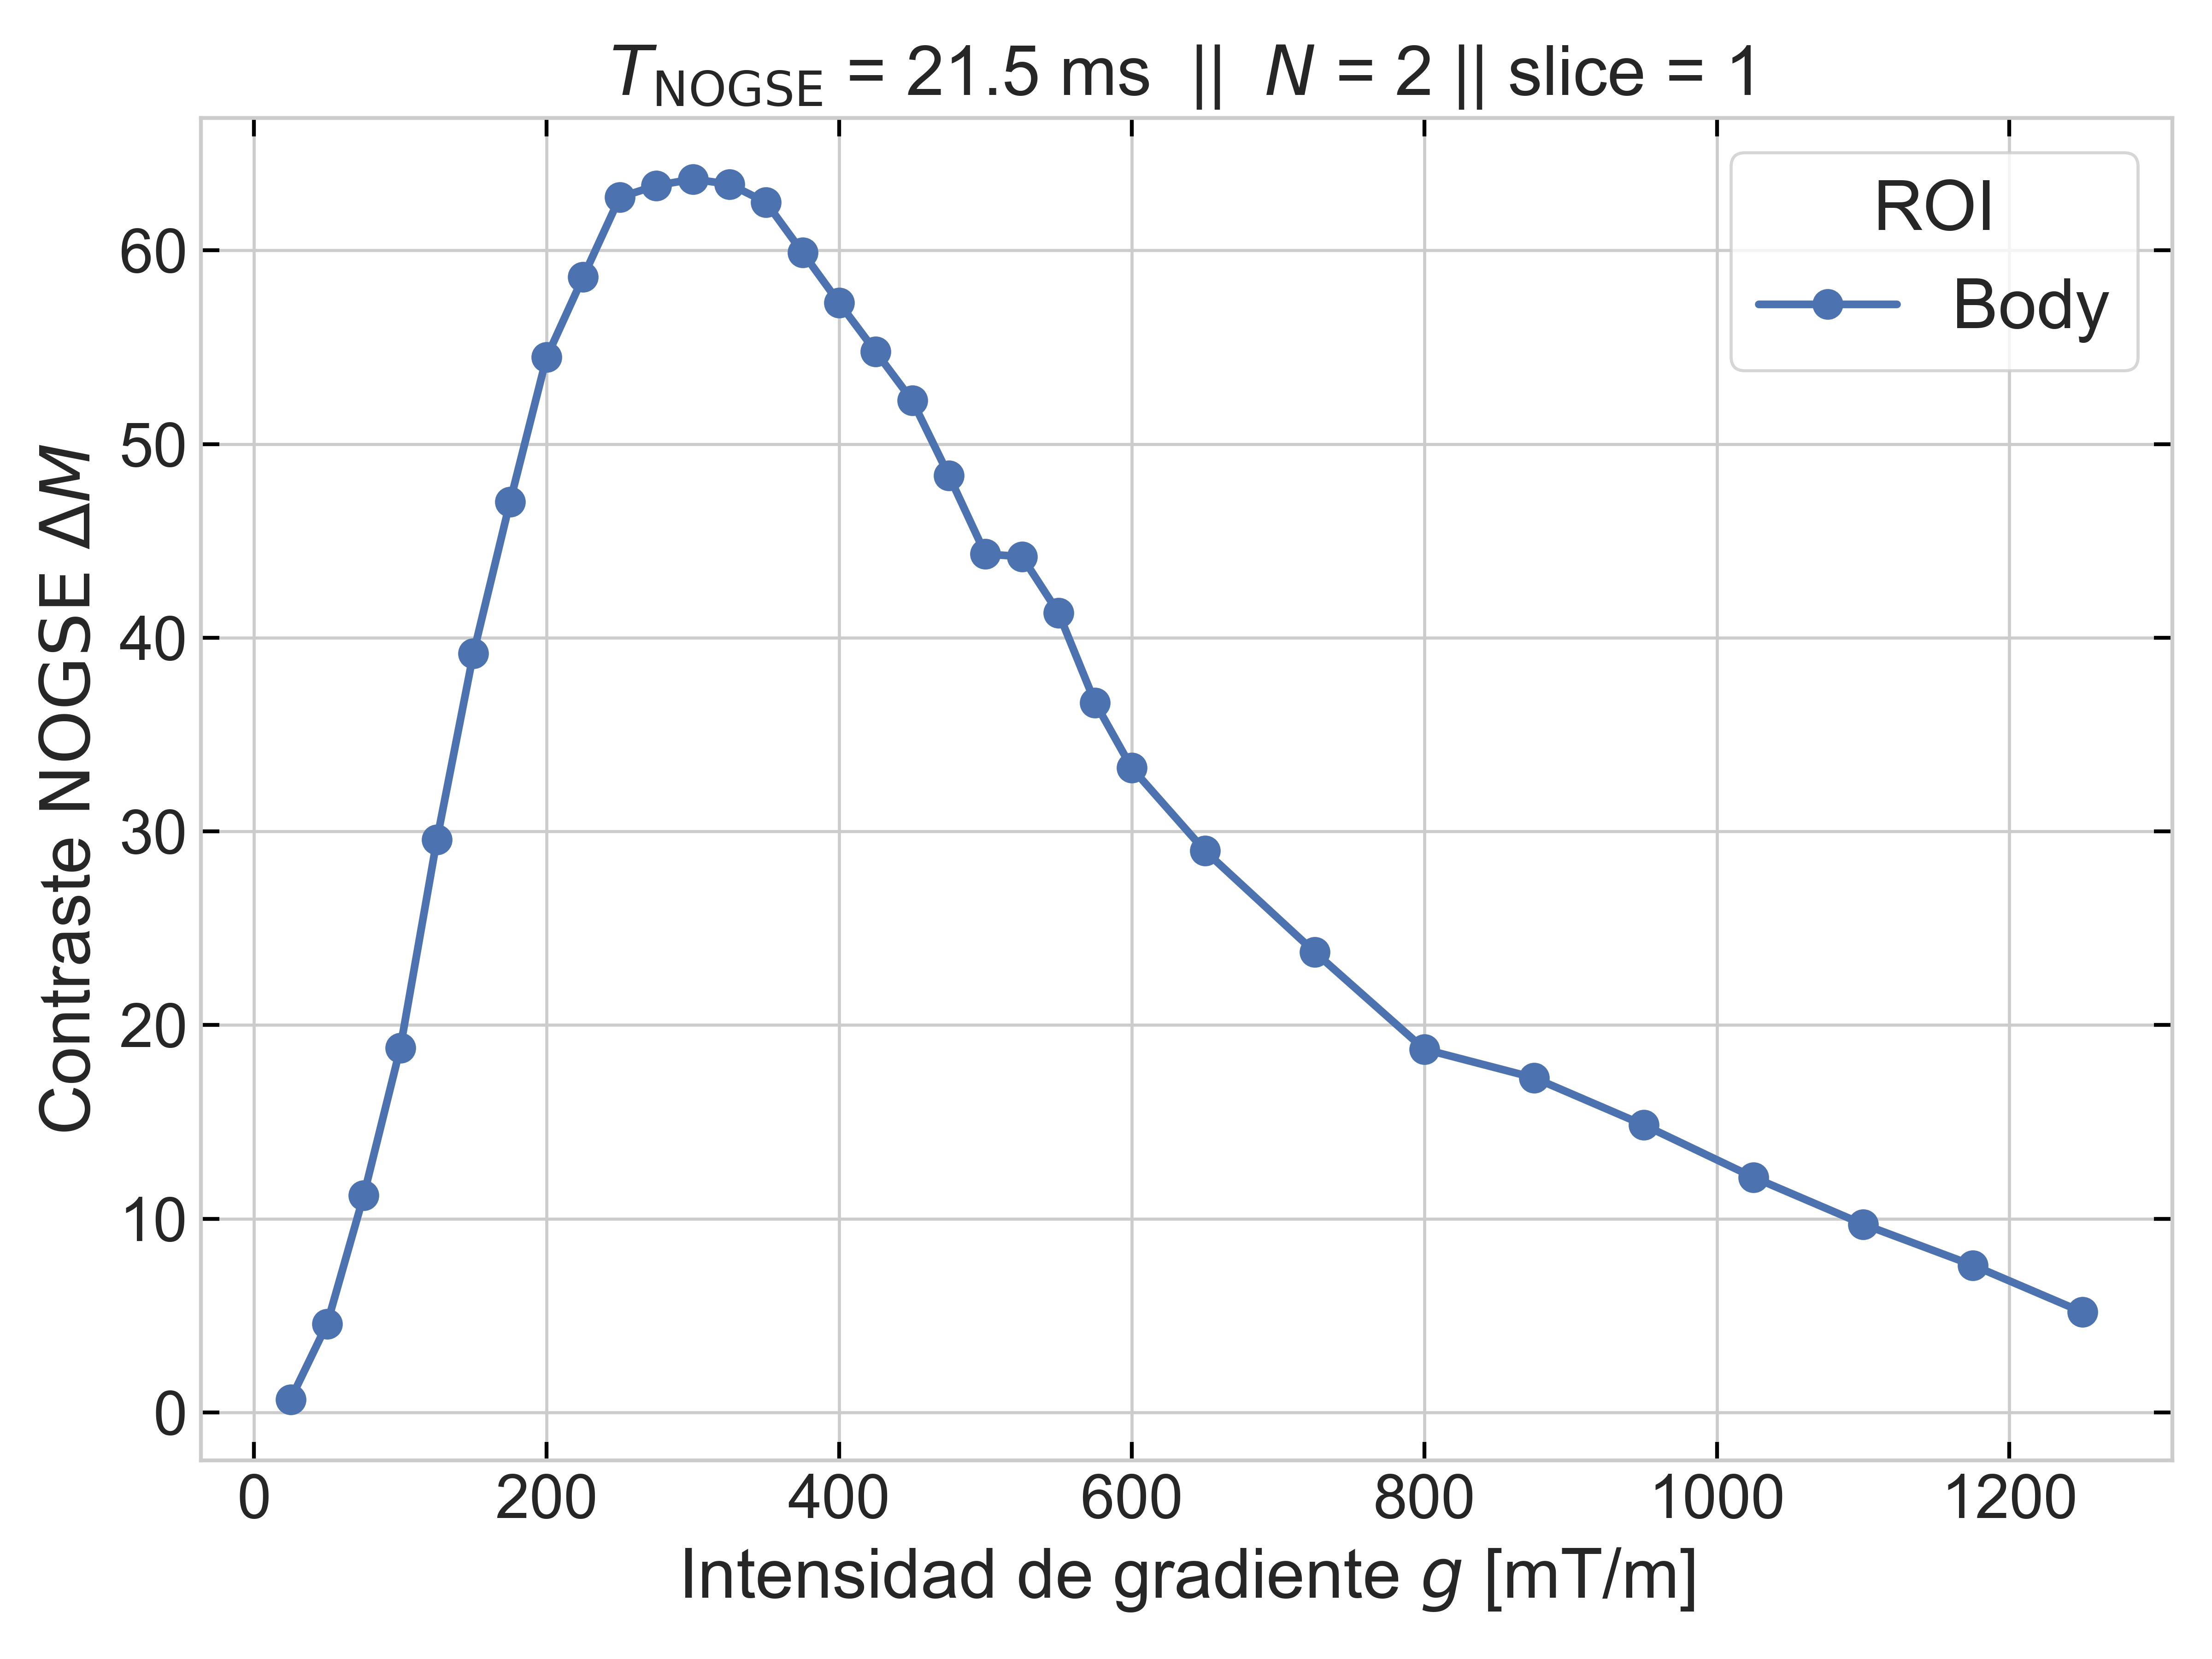 T_NOGSE = 21.5 ms || N = 2 || slice = 1
ROI
Body
Contraste NOGSE ΔM
60
50
40
30
20
10
0
0 200 400 600 800 1000 1200
Intensidad de gradiente g [mT/m]